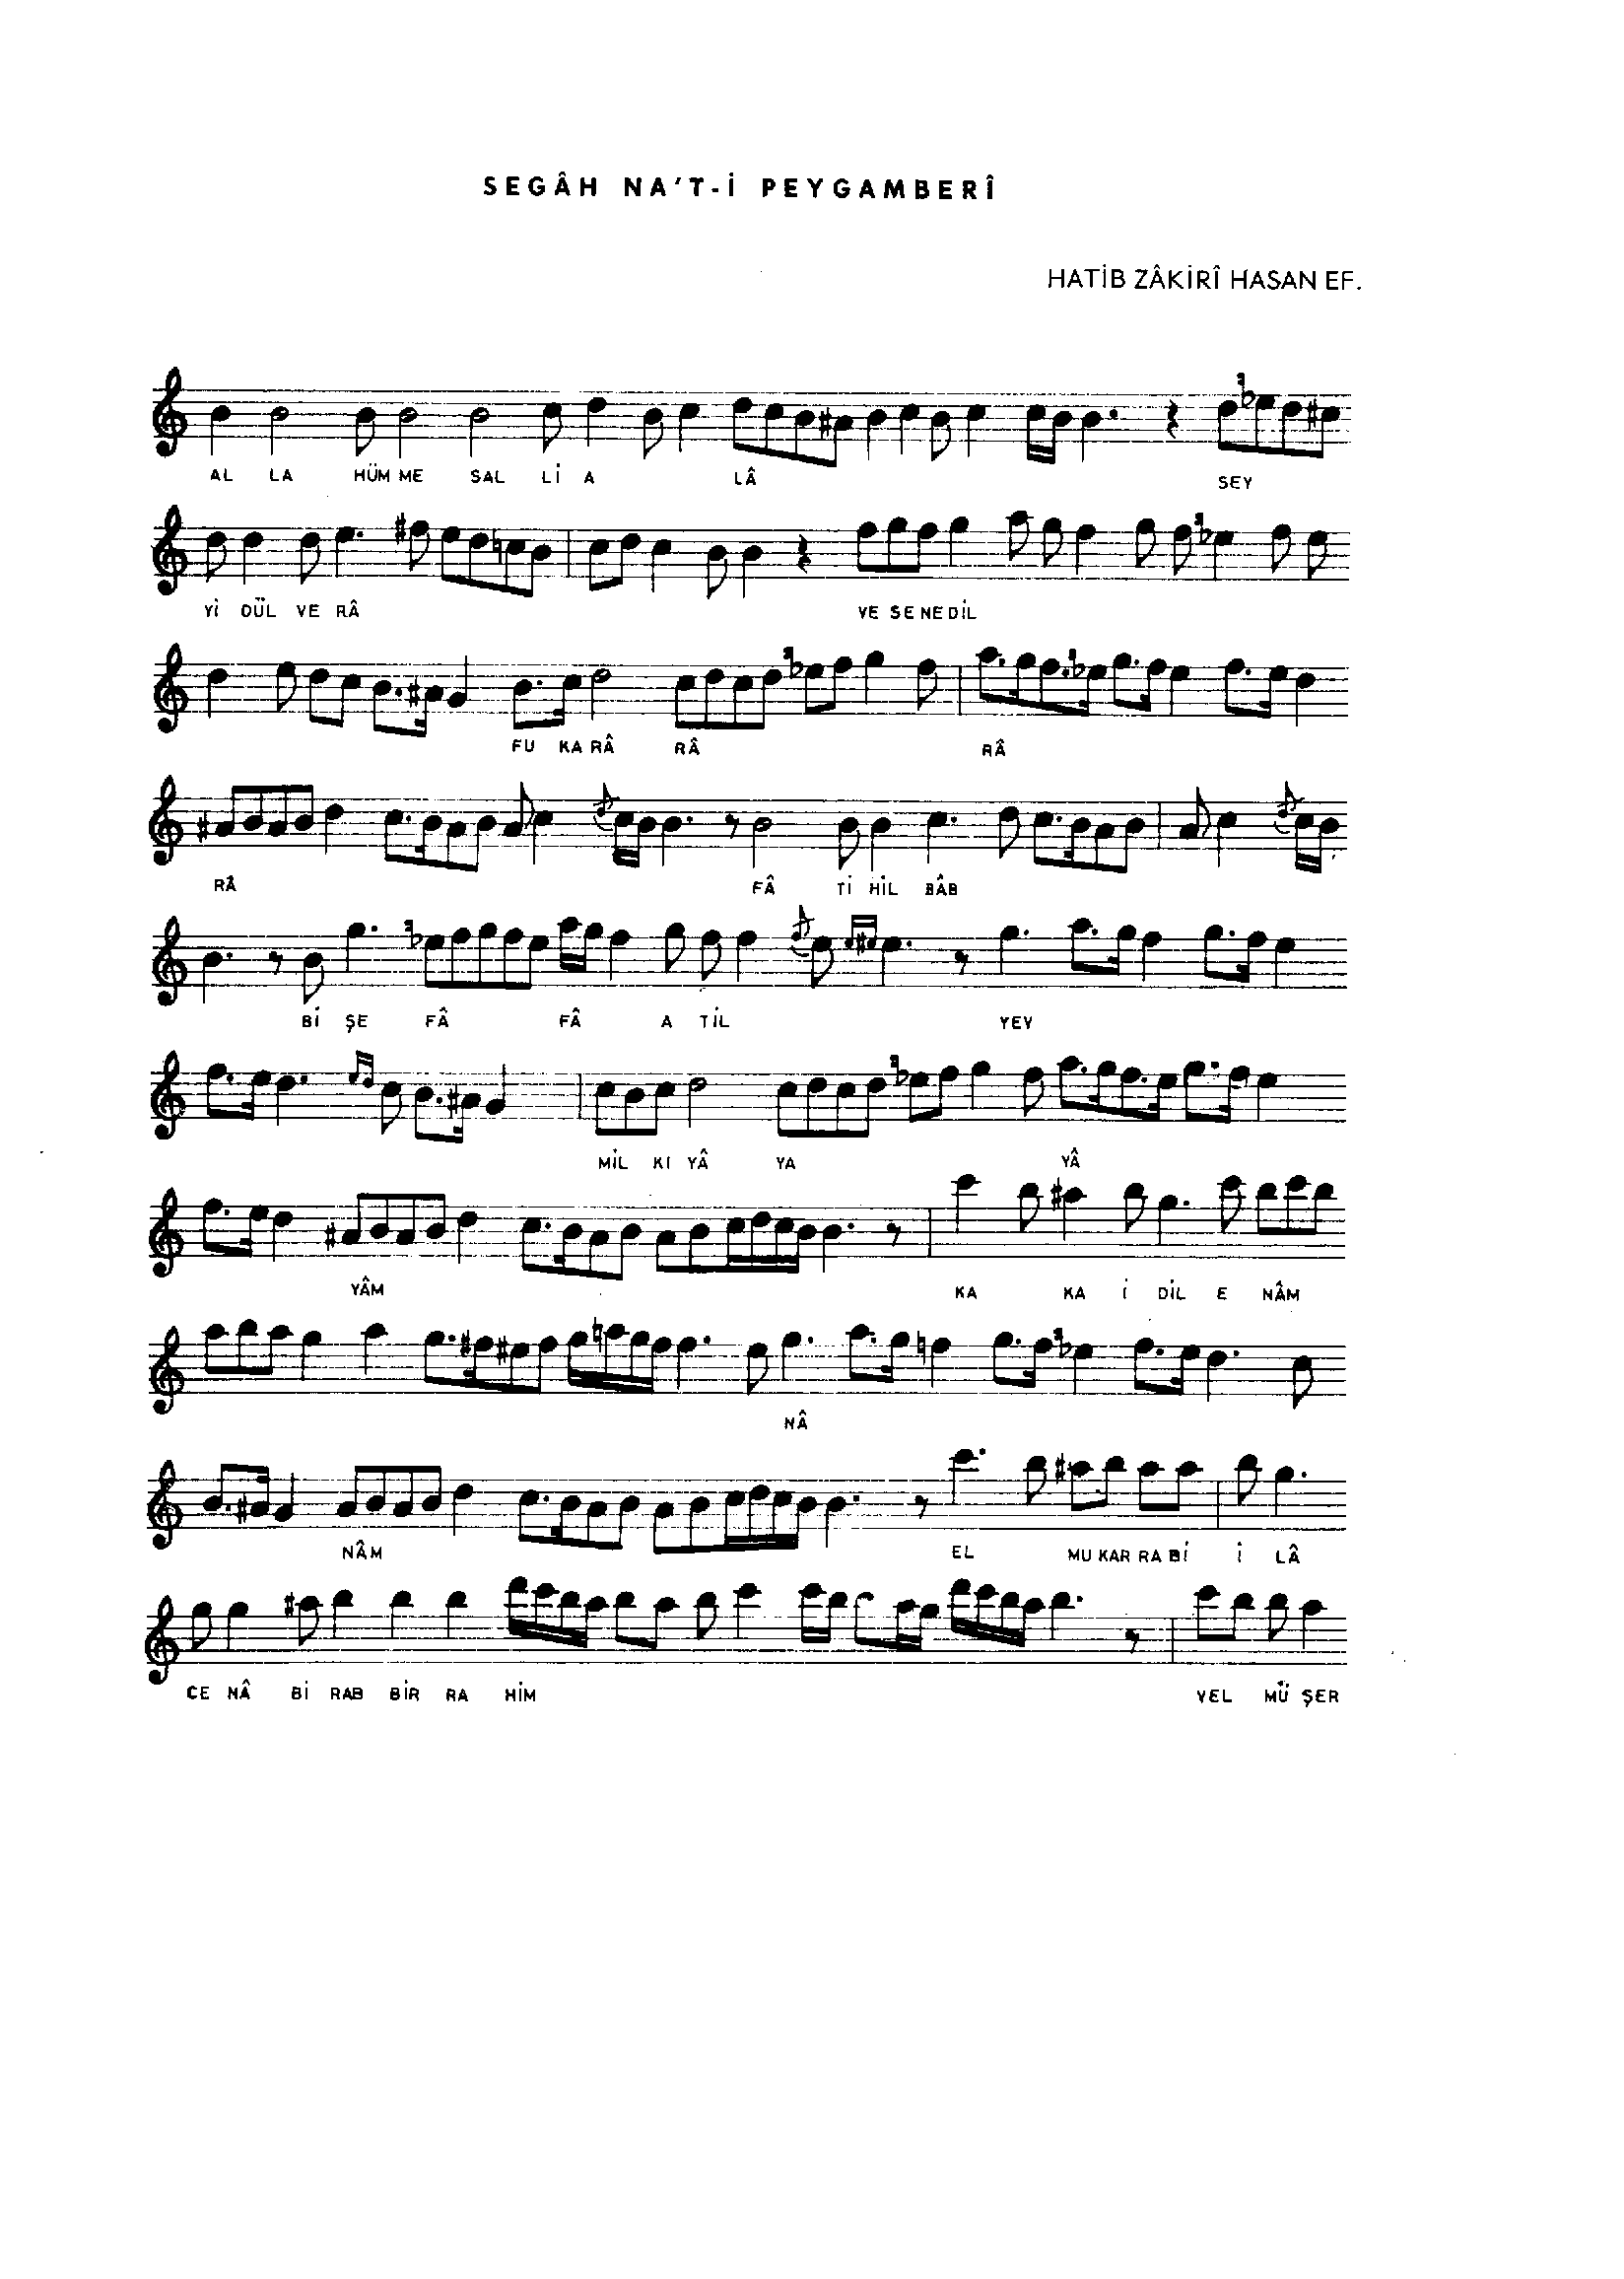 SEGÂH NA'T-İ PEYGAMBERÎ
HATİB ZÂKİRÎ HASAN EF.
AL LA HÜM ME SAL Lİ A LÂ SEY
Yİ DÜL VE RÂ VE SE NE DİL
FU KA RÂ RÂ RÂ
RÂ FÂ Tİ HİL BÂB
Bİ ŞE FÂ FÂ A TİL YEV
MİL KI YÂ YA YÂ
YÂM KA KA İ DİL E NÂM
NÂ
NÂM EL MU KAR RA Bİ İ LÂ
CE NÂ Bİ RAB BİR RA HİM VEL MÜ ŞER